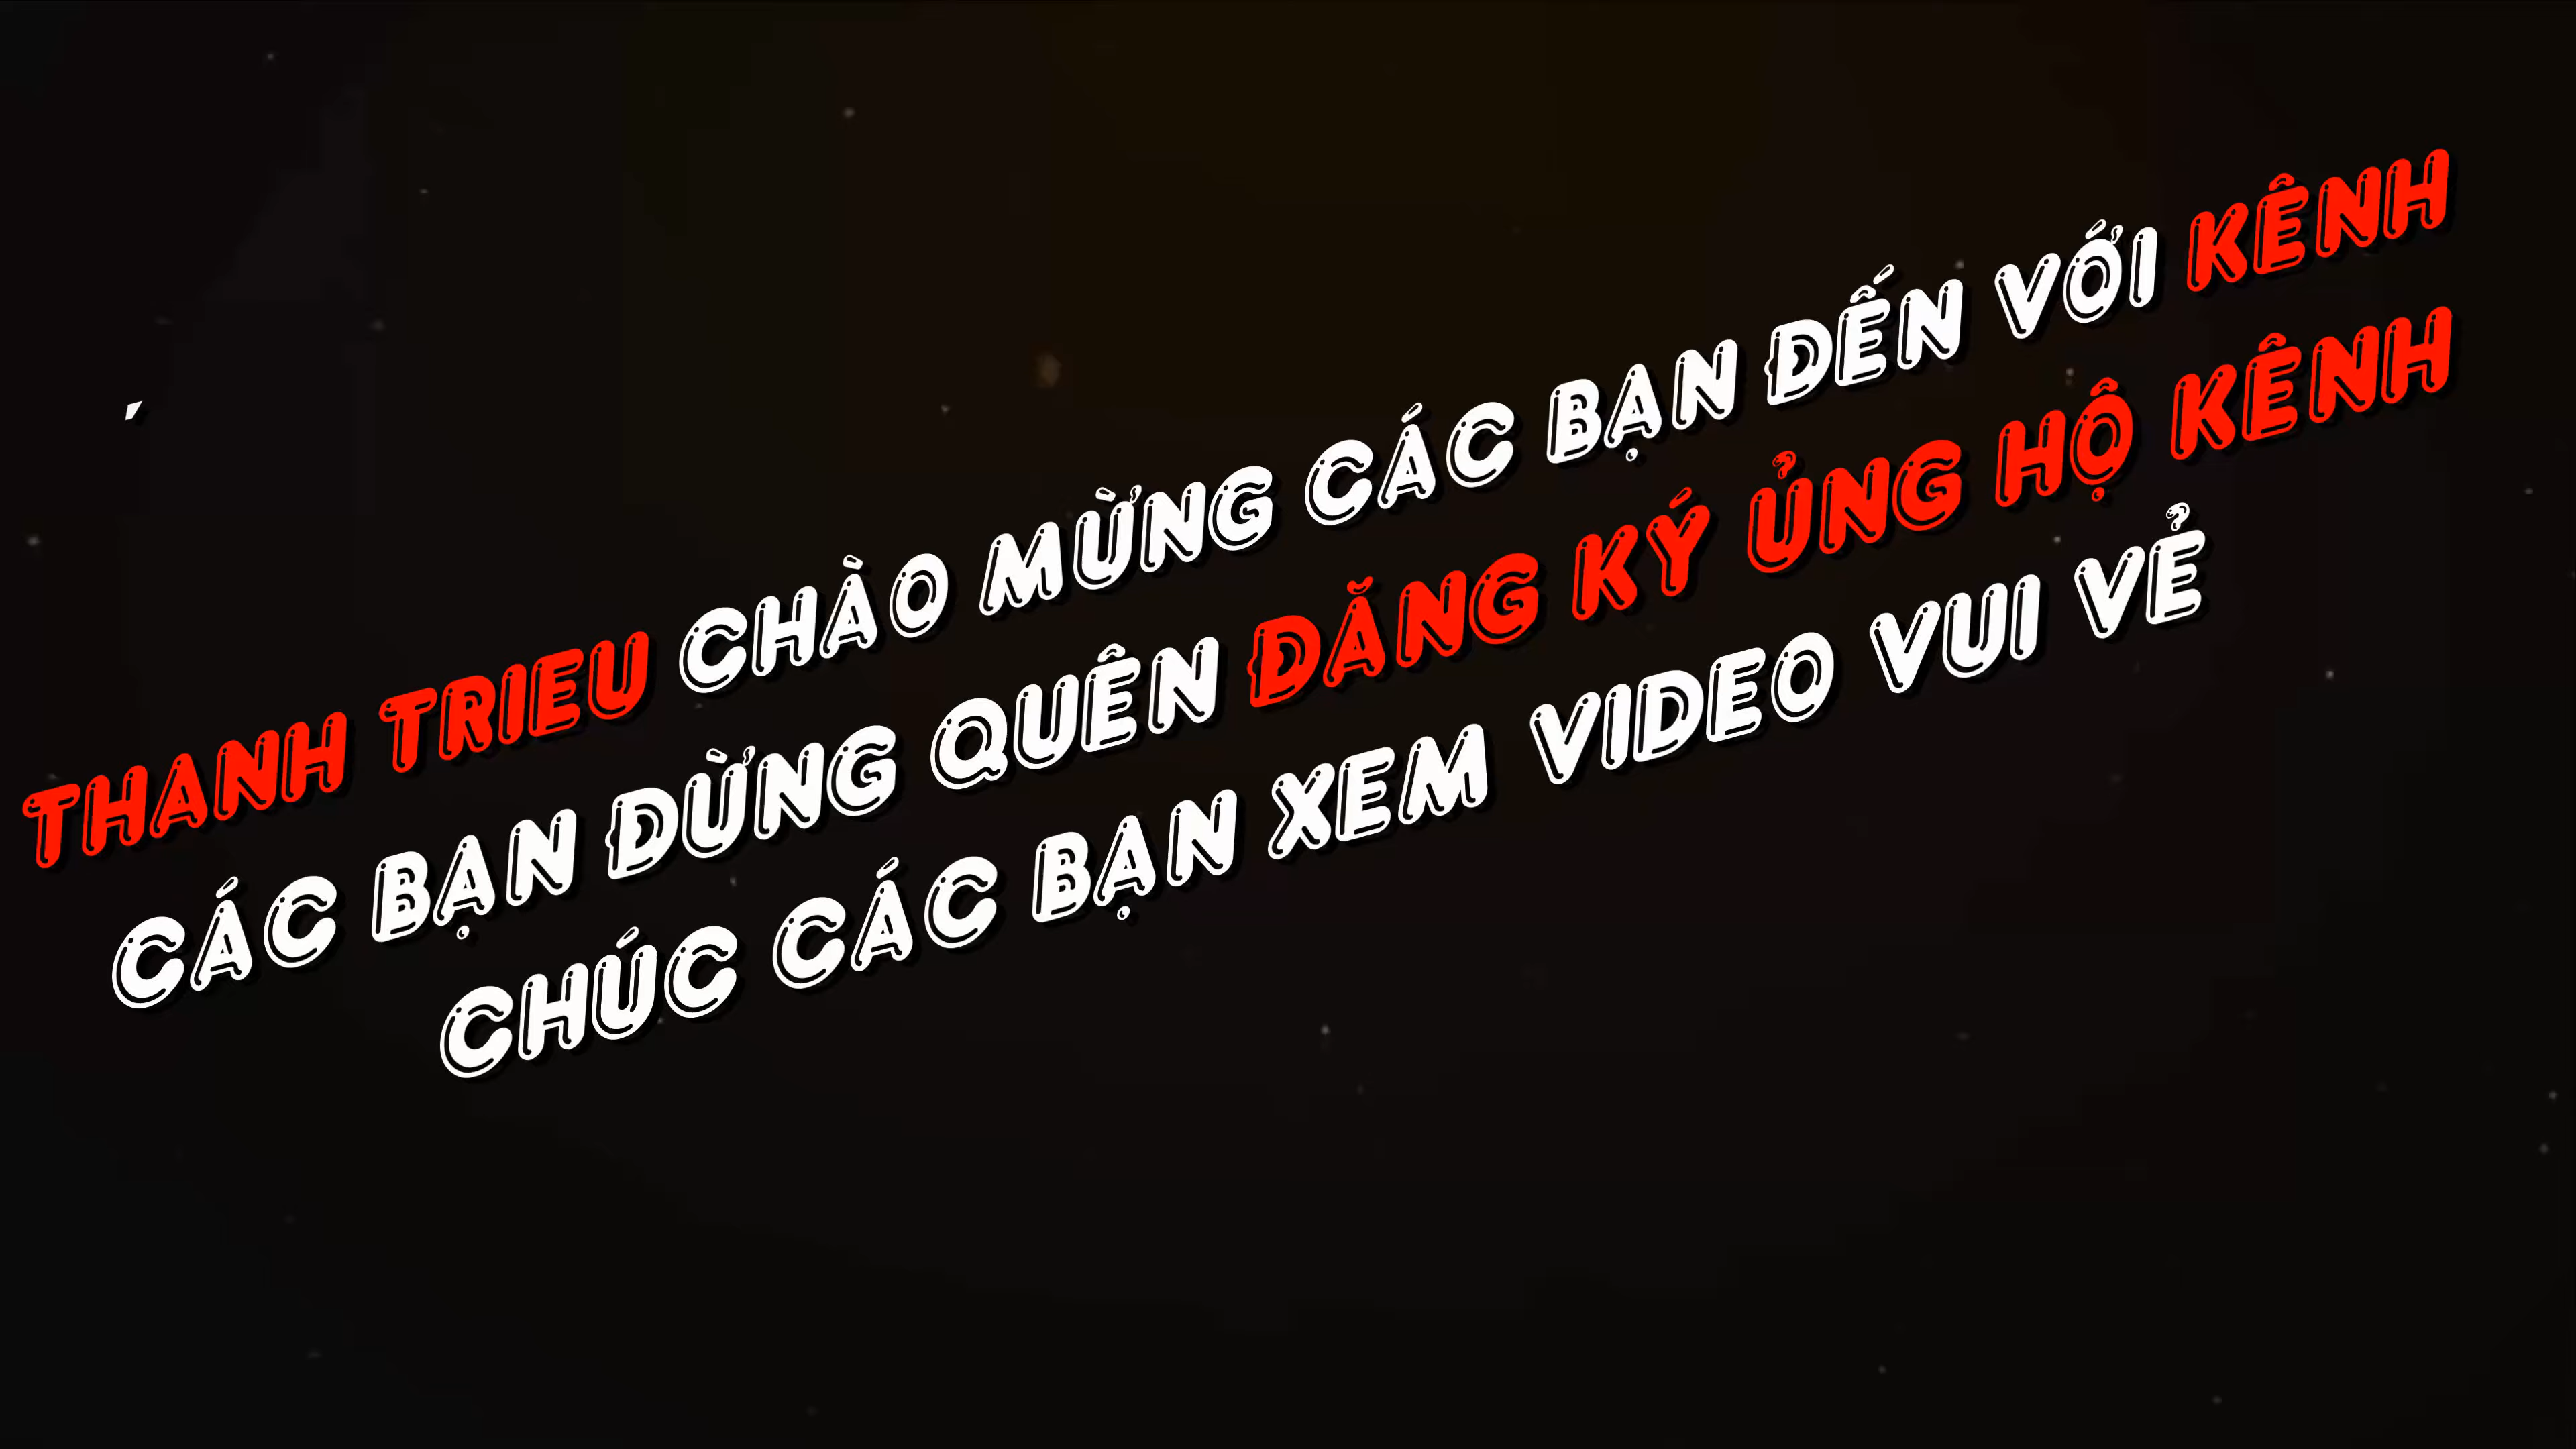 THANH TRIEU CHÀO MỪNG CÁC BẠN ĐẾN VỚI KÊNH
CÁC BẠN ĐỪNG QUÊN ĐĂNG KÝ ỦNG HỘ KÊNH
CHÚC CÁC BẠN XEM VIDEO VUI VẺ